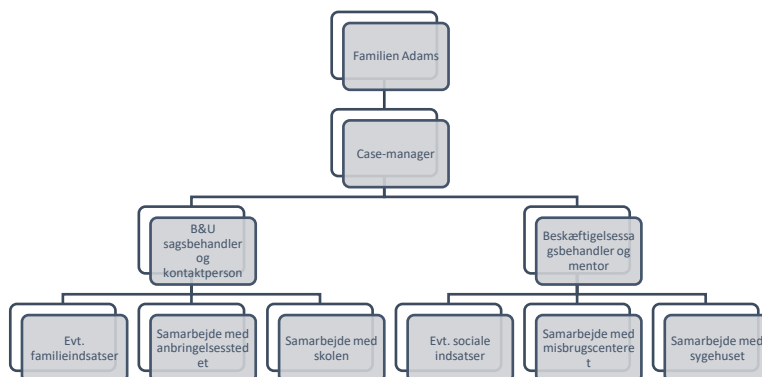 Familien Adams
Case-manager
B&U
sagsbehandler
og
kontaktperson
Beskæftigelsessa
gsbehandler og
mentor
Evt.
familieindsatser
Samarbejde med
anbringelsesstedet
et
Samarbejde med
skolen
Evt. sociale
indsatser
Samarbejde med
misbrugscentere
t
Samarbejde med
sygehuset